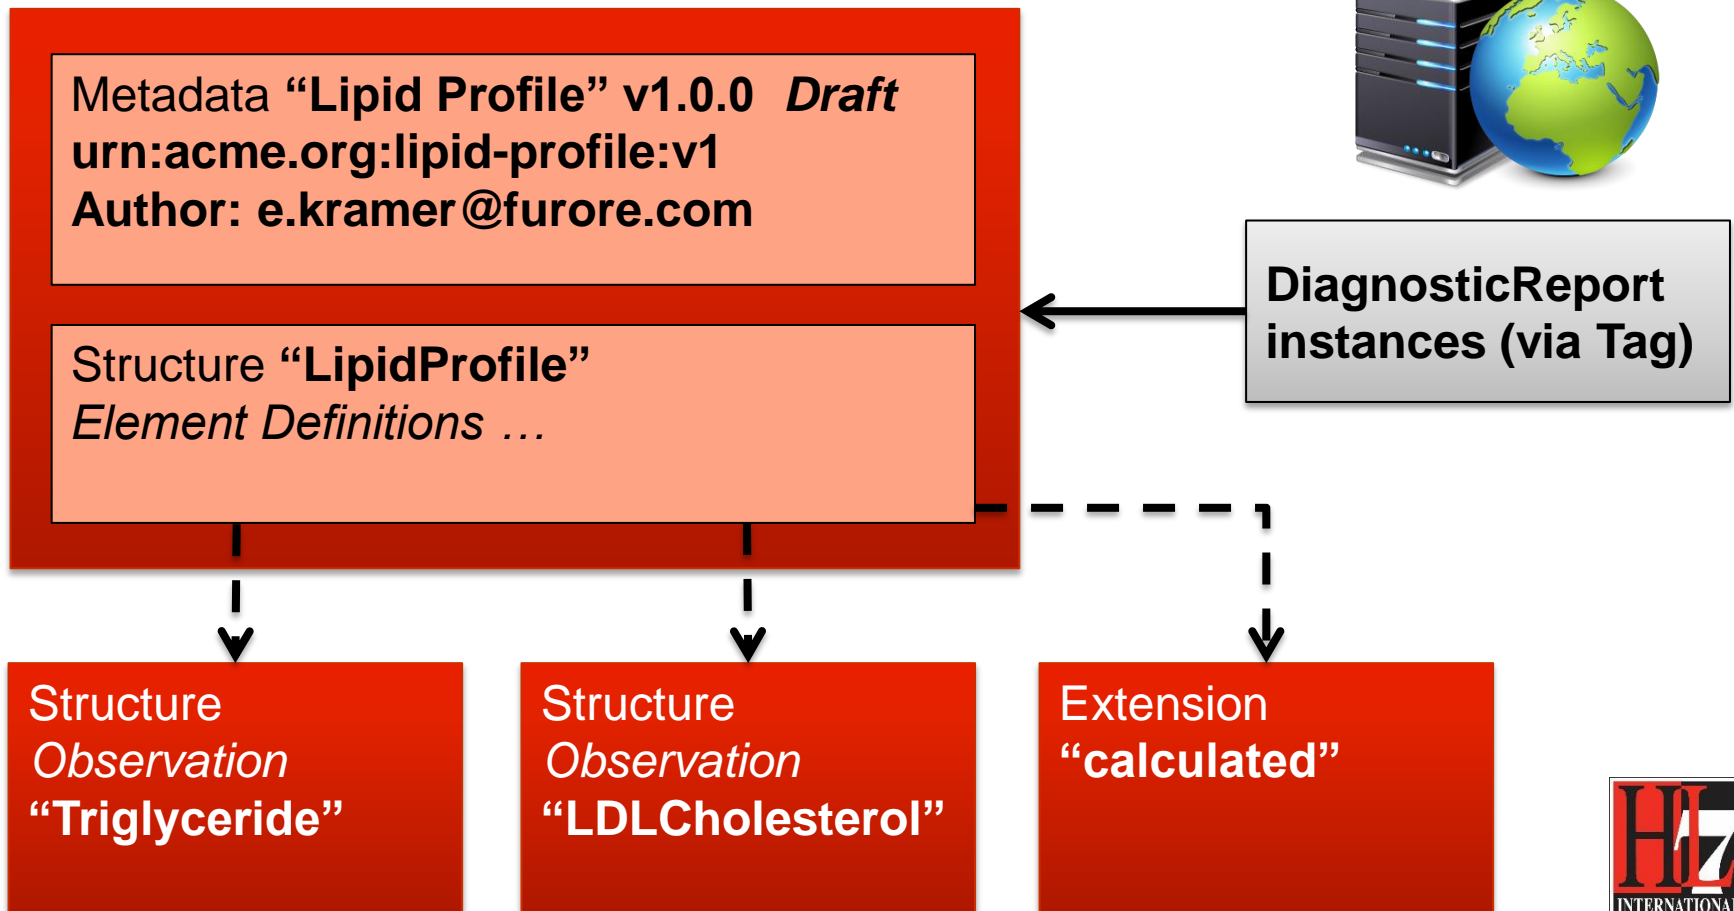 Metadata “Lipid Profile” v1.0.0 Draft
urn:acme.org:lipid-profile:v1
Author: e.kramer@furore.com
DiagnosticReport
instances (via Tag)
Structure “LipidProfile”
Element Definitions …
Structure
Observation
“Triglyceride”
Structure
Observation
“LDLCholesterol”
Extension
“calculated”
HL7
INTERNATIONA